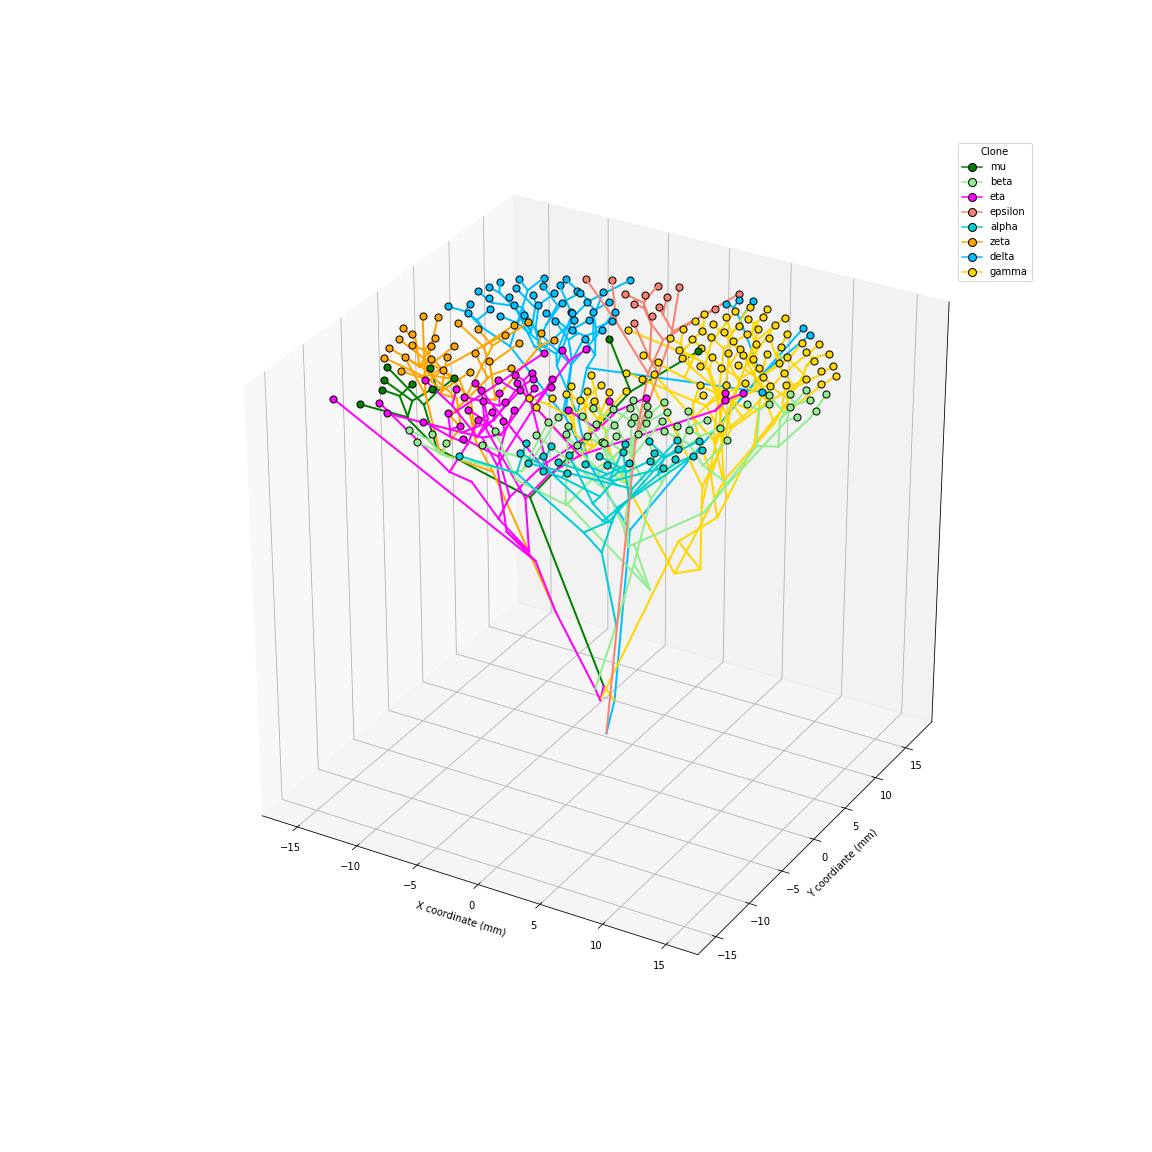 Clone
mu
beta
eta
epsilon
alpha
zeta
delta
gamma
15
10
5
0
−5
−10
−15
Y coordiante (mm)
−15
−10
−5
0
5
10
15
X coordinate (mm)